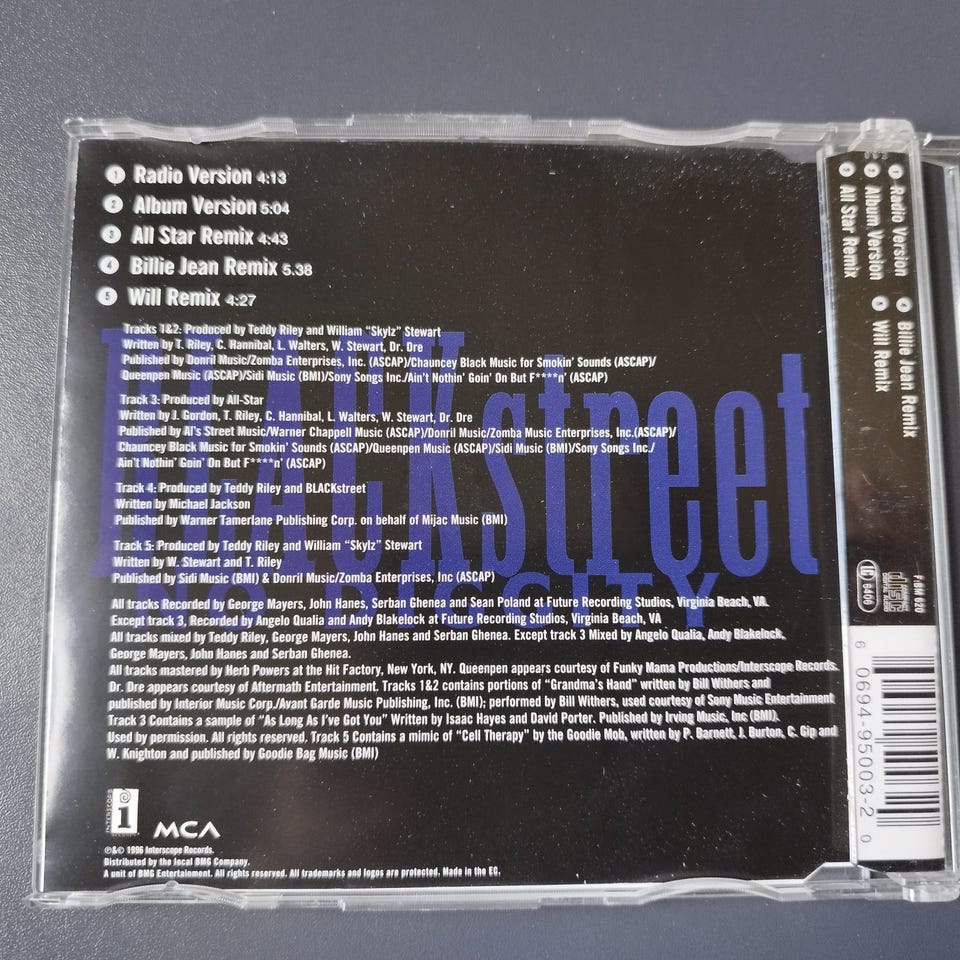 1 Radio Version 4:13
2 Album Version 5:04
3 All Star Remix 4:43
4 Billie Jean Remix 5.38
5 Will Remix 4:27
BLACKstreet
NO DIGGITY
Tracks 1&2: Produced by Teddy Riley and William "Skylz" Stewart
Written by T. Riley, C. Hannibal, L. Walters, W. Stewart, Dr. Dre
Published by Donril Music/Zomba Enterprises, Inc. (ASCAP)/Chauncey Black Music for Smokin' Sounds (ASCAP)/
Queenpen Music (ASCAP)/Sidi Music (BMI)/Sony Songs Inc./Ain't Nothin' Goin' On But F****n' (ASCAP)
Track 3: Produced by All-Star
Written by J. Gordon, T. Riley, C. Hannibal, L. Walters, W. Stewart, Dr. Dre
Published by Al's Street Music/Warner Chappell Music (ASCAP)/Donril Music/Zomba Music Enterprises, Inc.(ASCAP)/
Chauncey Black Music for Smokin' Sounds (ASCAP)/Queenpen Music (ASCAP)/Sidi Music (BMI)/Sony Songs Inc./
Ain't Nothin' Goin' On But F****n' (ASCAP)
Track 4: Produced by Teddy Riley and BLACKstreet
Written by Michael Jackson
Published by Warner Tamerlane Publishing Corp. on behalf of Mijac Music (BMI)
Track 5: Produced by Teddy Riley and William "Skylz" Stewart
Written by W. Stewart and T. Riley
Published by Sidi Music (BMI) & Donril Music/Zomba Enterprises, Inc (ASCAP)
All tracks Recorded by George Mayers, John Hanes, Serban Ghenea and Sean Poland at Future Recording Studios, Virginia Beach, VA.
Except track 3, Recorded by Angelo Qualia and Andy Blakelock at Future Recording Studios, Virginia Beach, VA
All tracks mixed by Teddy Riley, George Mayers, John Hanes and Serban Ghenea. Except track 3 Mixed by Angelo Qualia, Andy Blakelock,
George Mayers, John Hanes and Serban Ghenea.
All tracks mastered by Herb Powers at the Hit Factory, New York, NY. Queenpen appears courtesy of Funky Mama Productions/Interscope Records.
Dr. Dre appears courtesy of Aftermath Entertainment. Tracks 1&2 contains portions of "Grandma's Hand" written by Bill Withers and
published by Interior Music Corp./Avant Garde Music Publishing, Inc. (BMI); performed by Bill Withers, used courtesy of Sony Music Entertainment
Track 3 Contains a sample of "As Long As I've Got You" Written by Isaac Hayes and David Porter. Published by Irving Music, Inc (BMI).
Used by permission. All rights reserved. Track 5 Contains a mimic of "Cell Therapy" by the Goodie Mob, written by P. Barnett, J. Burton, C. Gip and
W. Knighton and published by Goodie Bag Music (BMI)
INTERSCOPE
i
MCA
℗&© 1996 Interscope Records.
Distributed by the local BMG Company.
A unit of BMG Entertainment. All rights reserved. All trademarks and logos are protected. Made in the EC.
1 Radio Version 4 Billie Jean Remix
2 Album Version 5 Will Remix
3 All Star Remix
F: BM 620
COMPACT disc DIGITAL AUDIO
LC 6406
6 0694-95003-2 0